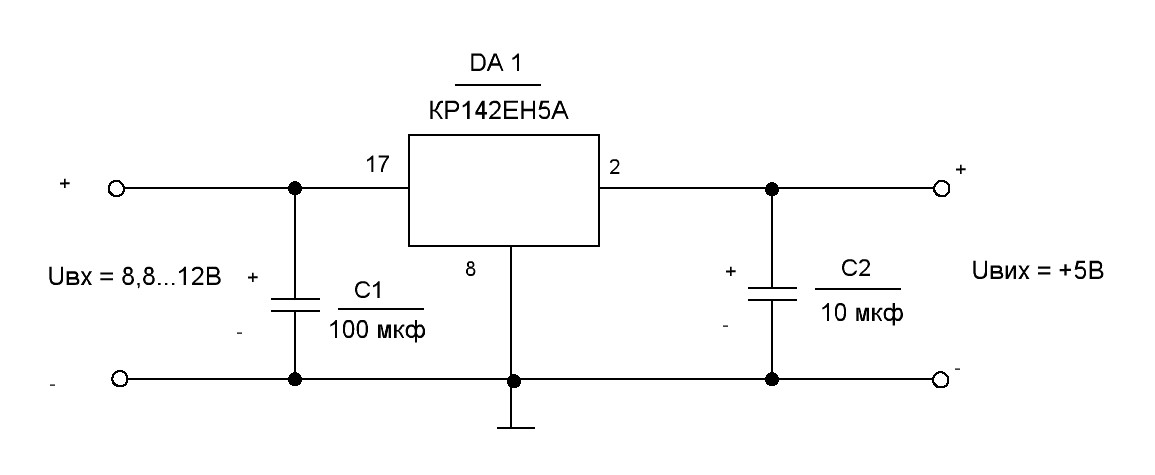 DA 1
КР142ЕН5А
17
2
+
+
8
Uвх = 8,8...12В
+
C1
100 мкф
-
+
C2
10 мкф
-
Uвих = +5В
-
-